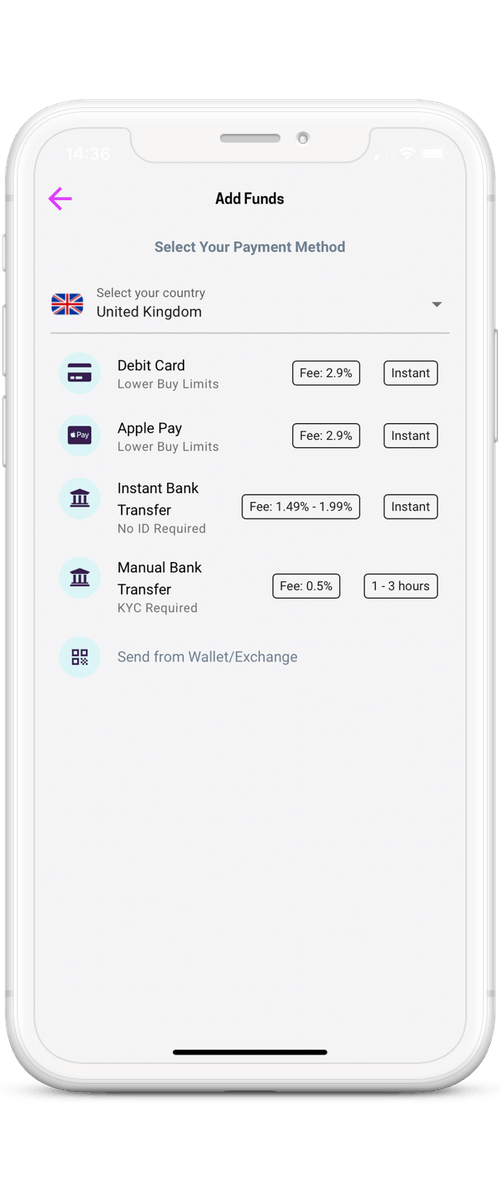 14:36
Add Funds
Select Your Payment Method
Select your country
United Kingdom
Debit Card
Lower Buy Limits
Fee: 2.9%
Instant
Pay
Apple Pay
Lower Buy Limits
Fee: 2.9%
Instant
Instant Bank
Transfer
No ID Required
Fee: 1.49% - 1.99%
Instant
Manual Bank
Transfer
KYC Required
Fee: 0.5%
1 - 3 hours
Send from Wallet/Exchange